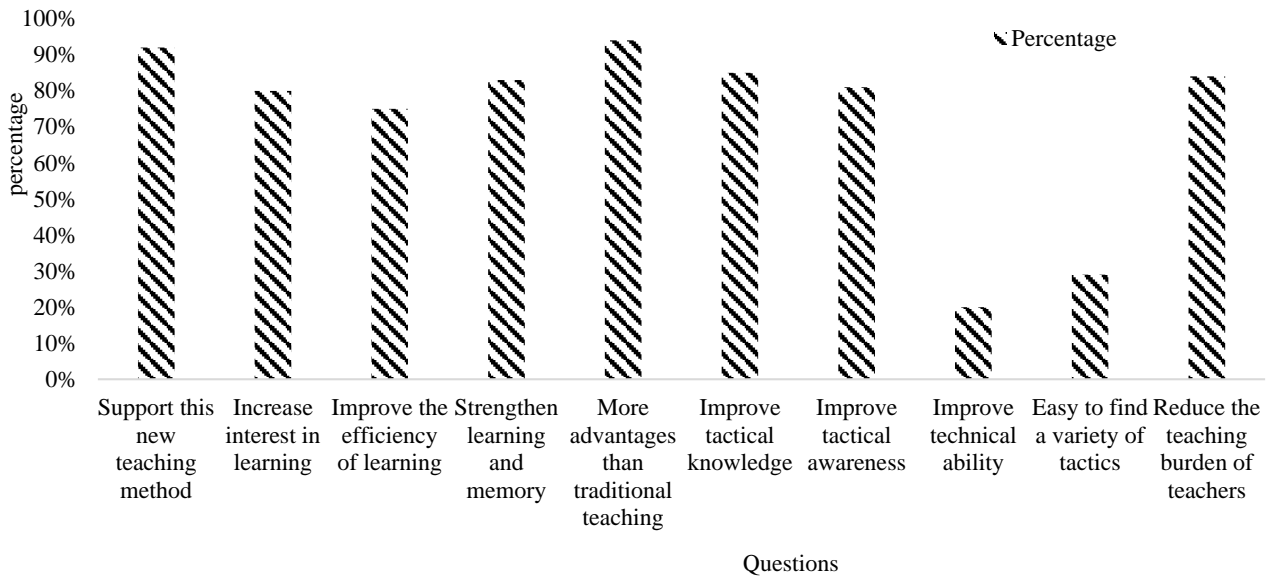 100%
90%
80%
70%
60%
50%
40%
30%
20%
10%
0%
percentage
Percentage
Support this
new
teaching
method
Increase
interest in
learning
Improve the
efficiency
of learning
Strengthen
learning
and
memory
More
advantages
than
traditional
teaching
Improve
tactical
knowledge
Improve
tactical
awareness
Improve
technical
ability
Easy to find
a variety of
tactics
Reduce the
teaching
burden of
teachers
Questions